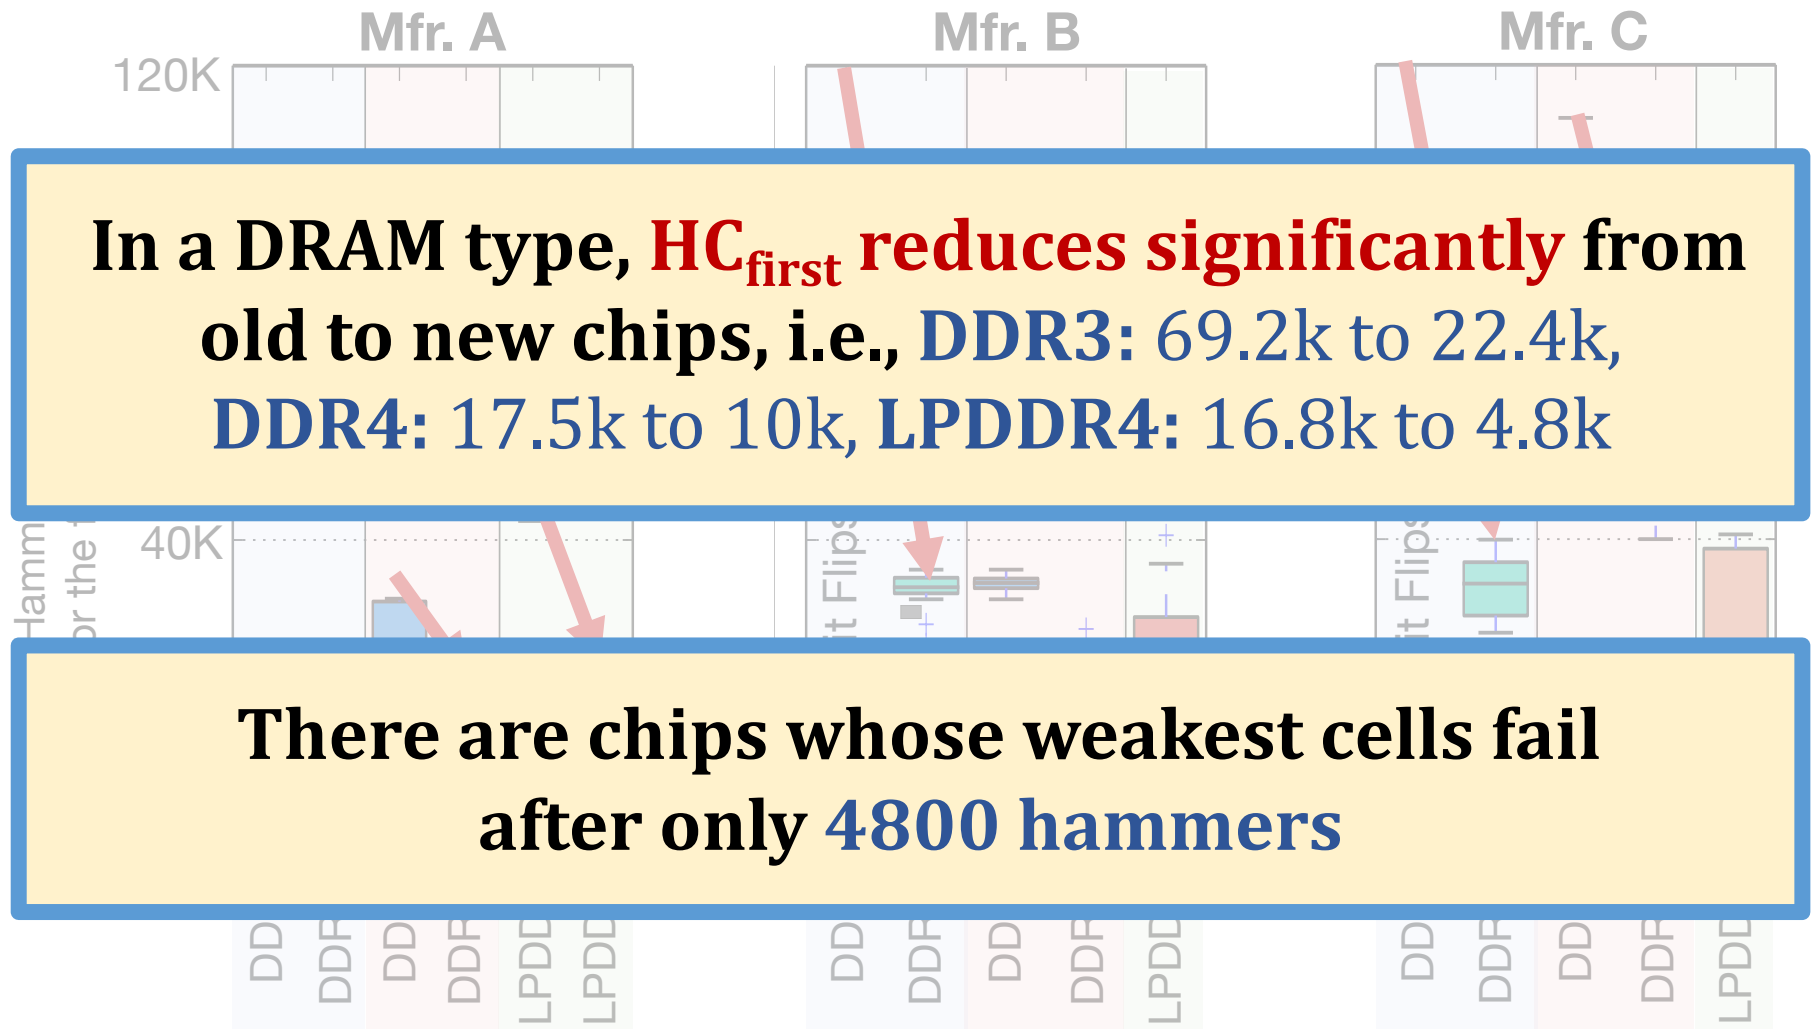 Mfr. A
Mfr. B
Mfr. C
120K
In a DRAM type, HCfirst reduces significantly from
old to new chips, i.e., DDR3: 69.2k to 22.4k,
DDR4: 17.5k to 10k, LPDDR4: 16.8k to 4.8k
40K
There are chips whose weakest cells fail
after only 4800 hammers